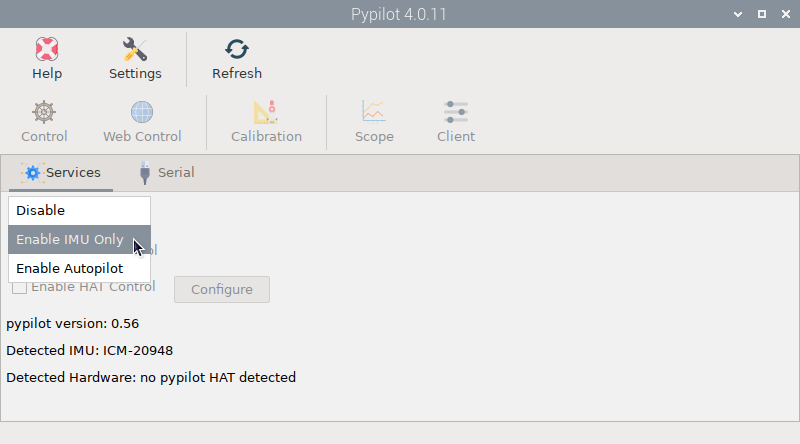 Pypilot 4.0.11
Help Settings Refresh
Control Web Control Calibration Scope Client
Services Serial
Disable
Enable IMU Only
ol
Enable Autopilot
Enable HAT Control Configure
pypilot version: 0.56
Detected IMU: ICM-20948
Detected Hardware: no pypilot HAT detected